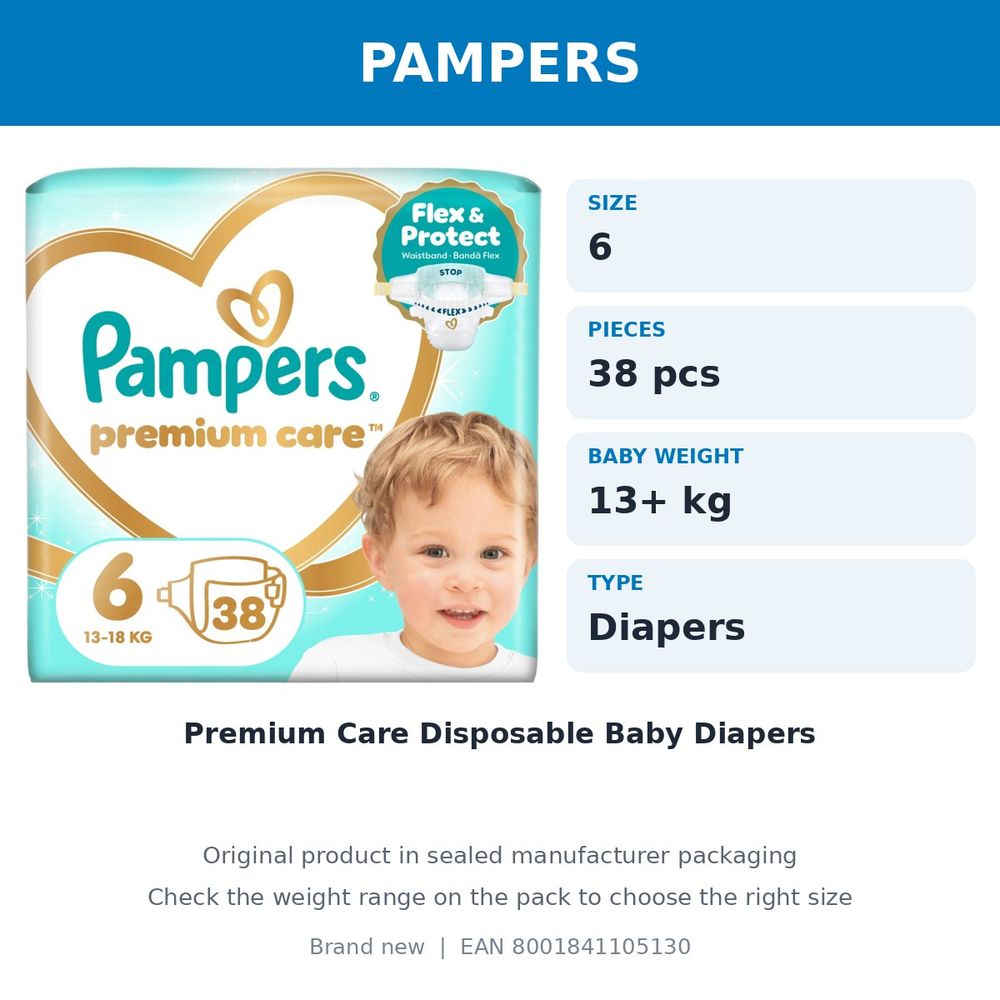 PAMPERS
Flex &
Protect
Waistband · Bandă Flex
STOP
FLEX
Pampers®
premium care™
6
38
13-18 KG
SIZE
6
PIECES
38 pcs
BABY WEIGHT
13+ kg
TYPE
Diapers
Premium Care Disposable Baby Diapers
Original product in sealed manufacturer packaging
Check the weight range on the pack to choose the right size
Brand new | EAN 8001841105130